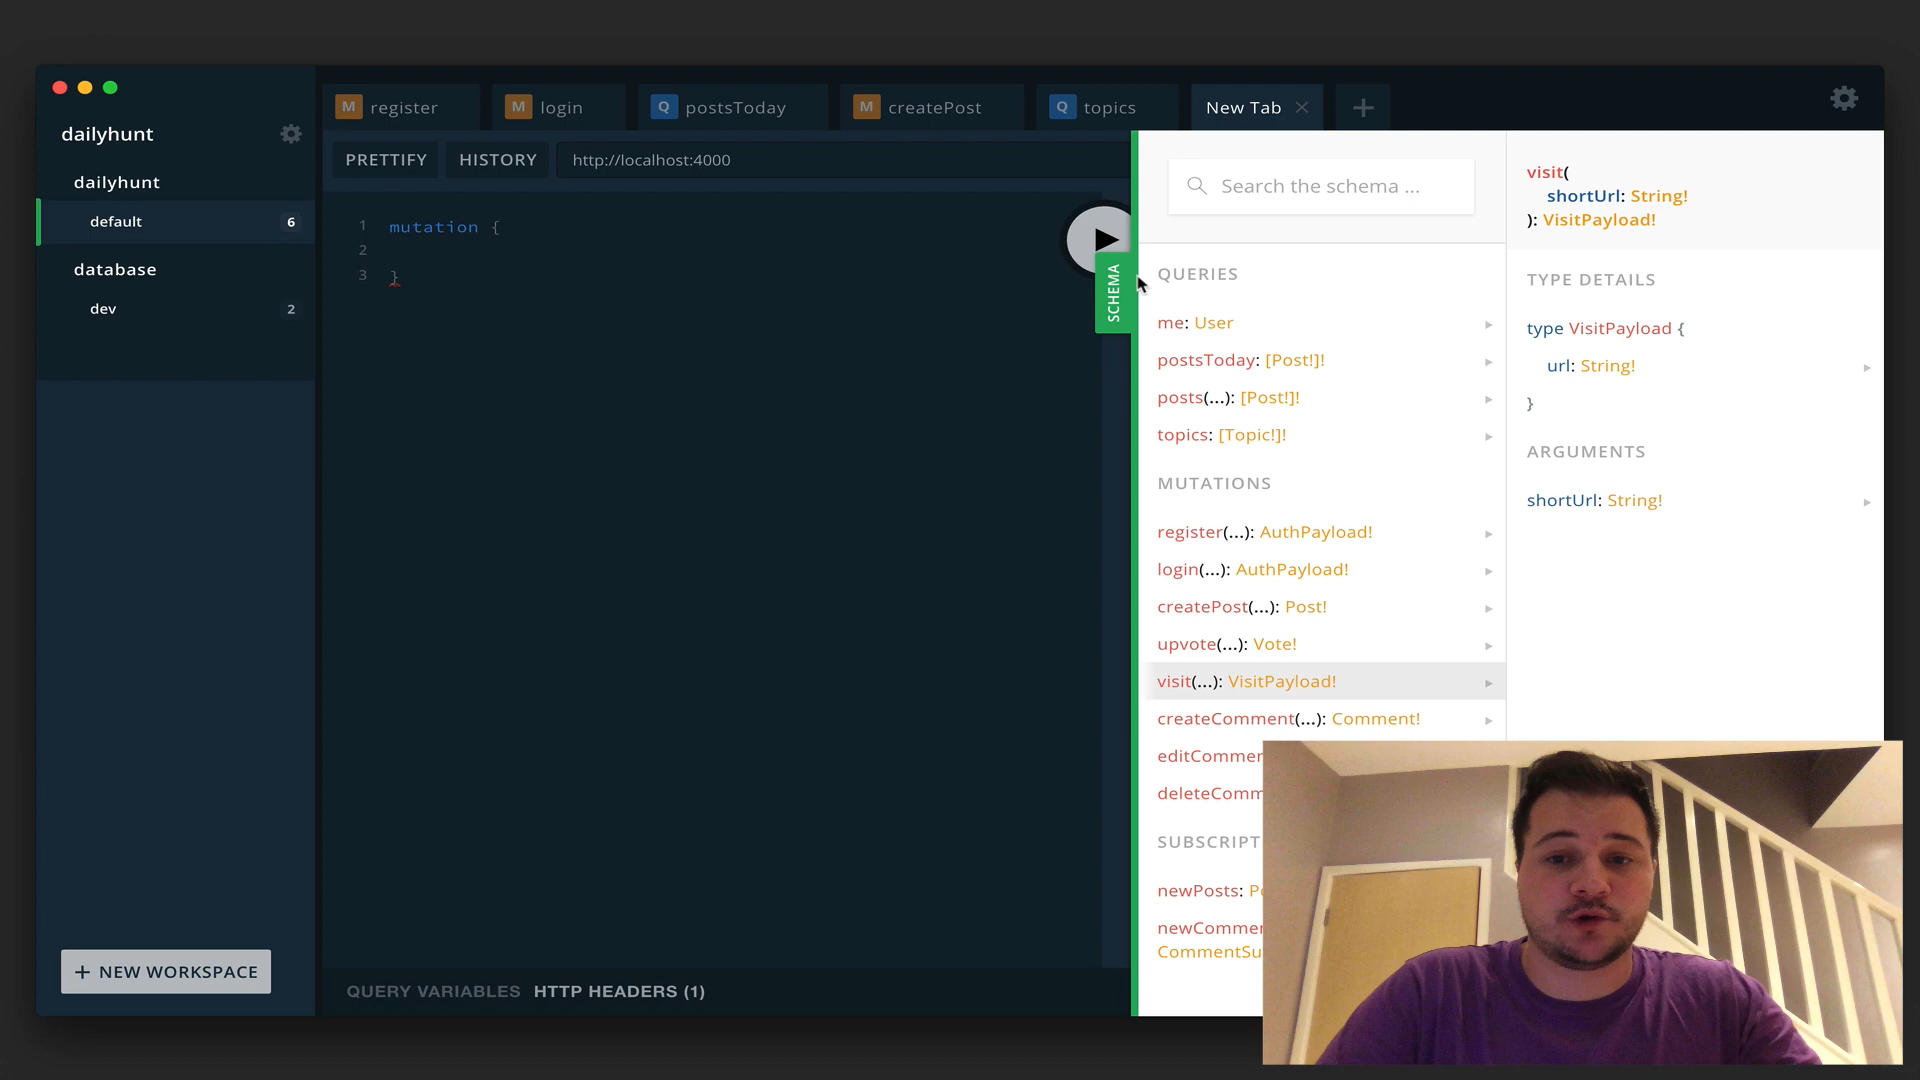 dailyhunt
dailyhunt
default 6
database
dev 2
+ NEW WORKSPACE
M register
M login
Q postsToday
M createPost
Q topics
New Tab
PRETTIFY
HISTORY
http://localhost:4000
1 mutation {
2
3 }
SCHEMA
QUERY VARIABLES
HTTP HEADERS (1)
Search the schema ...
QUERIES
me: User
postsToday: [Post!]!
posts(...): [Post!]!
topics: [Topic!]!
MUTATIONS
register(...): AuthPayload!
login(...): AuthPayload!
createPost(...): Post!
upvote(...): Vote!
visit(...): VisitPayload!
createComment(...): Comment!
editCommen
deleteComm
SUBSCRIPT
newPosts: Po
newCommen
CommentSu
visit(
shortUrl: String!
): VisitPayload!
TYPE DETAILS
type VisitPayload {
url: String!
}
ARGUMENTS
shortUrl: String!